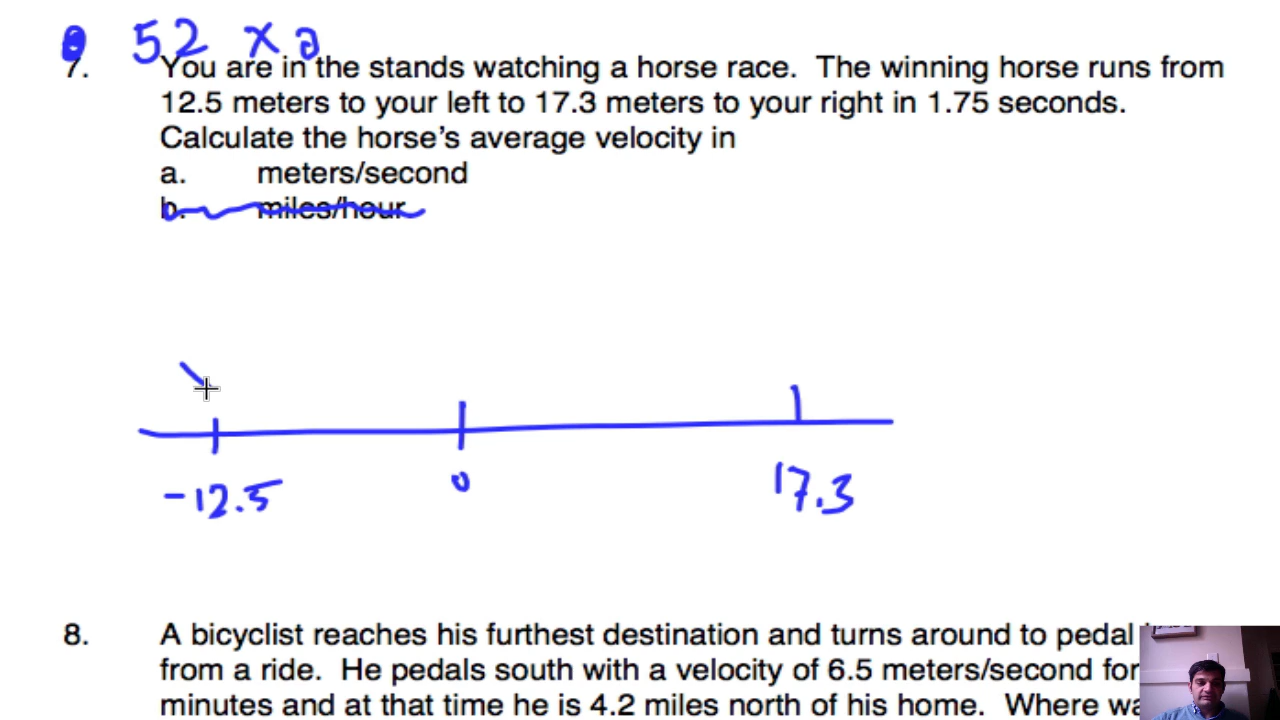 52 x a
7. You are in the stands watching a horse race. The winning horse runs from
12.5 meters to your left to 17.3 meters to your right in 1.75 seconds.
Calculate the horse's average velocity in
a. meters/second
b. miles/hour
-12.5 0 17.3
8. A bicyclist reaches his furthest destination and turns around to pedal
from a ride. He pedals south with a velocity of 6.5 meters/second for
minutes and at that time he is 4.2 miles north of his home. Where